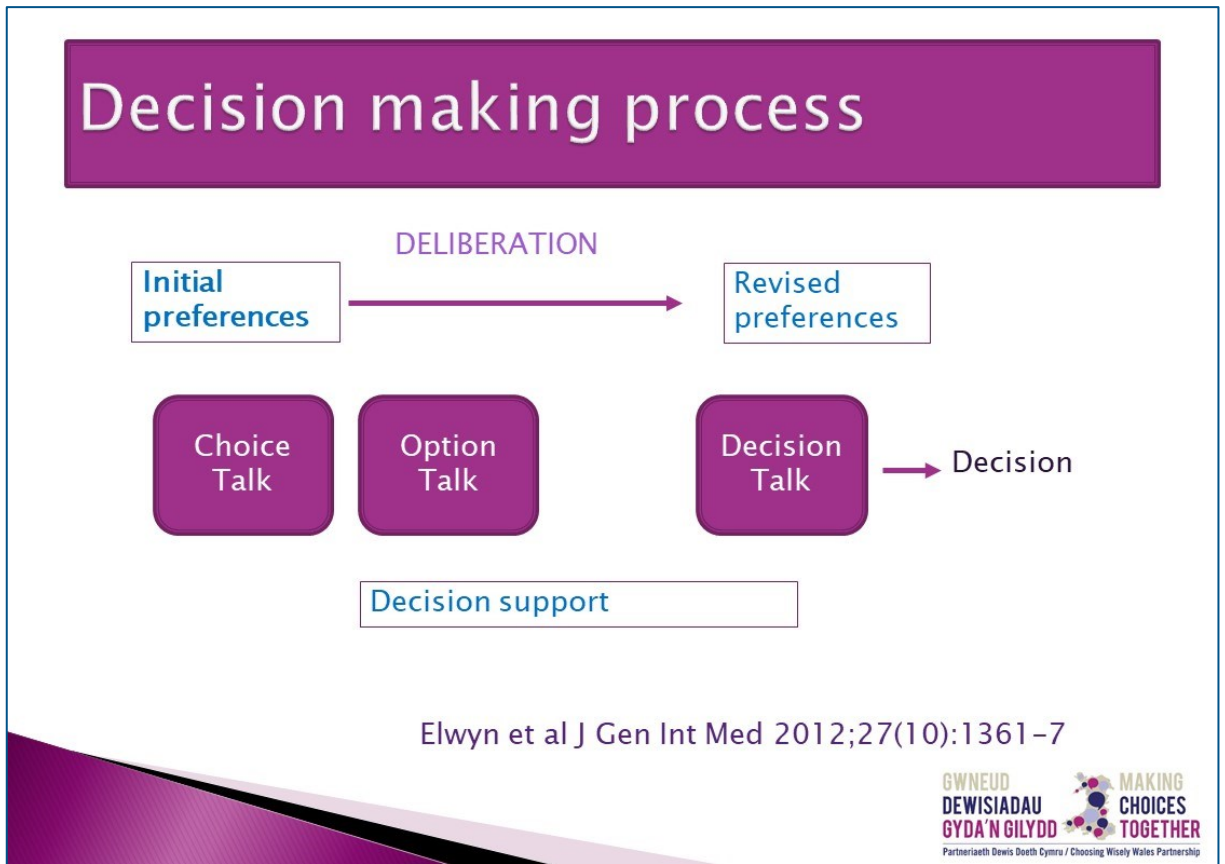 Decision making process
DELIBERATION
Initial
preferences
Revised
preferences
Choice
Talk
Option
Talk
Decision
Talk
Decision
Decision support
Elwyn et al J Gen Int Med 2012;27(10):1361-7
GWNEUD
DEWISIADAU
GYDA'N GILYDD
MAKING
CHOICES
TOGETHER
Partneriaeth Dewis Doeth Cymru / Choosing Wisely Wales Partnership